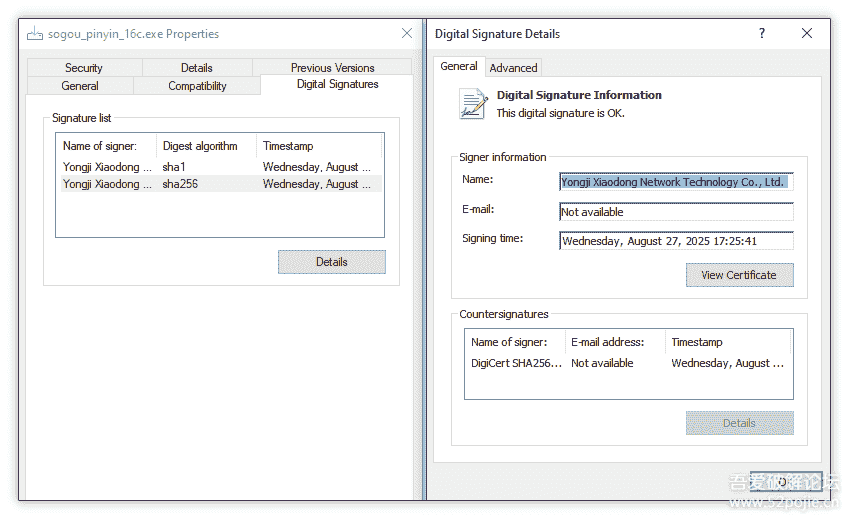 sogou_pinyin_16c.exe Properties
Security Details Previous Versions
General Compatibility Digital Signatures
Signature list
Name of signer: Digest algorithm Timestamp
Yongji Xiaodong ... sha1 Wednesday, August ...
Yongji Xiaodong ... sha256 Wednesday, August ...
Details
Digital Signature Details
General Advanced
Digital Signature Information
This digital signature is OK.
Signer information
Name: Yongji Xiaodong Network Technology Co., Ltd.
E-mail: Not available
Signing time: Wednesday, August 27, 2025 17:25:41
View Certificate
Countersignatures
Name of signer: E-mail address: Timestamp
DigiCert SHA256... Not available Wednesday, August ...
Details
吾爱破解论坛
www.52pojie.cn